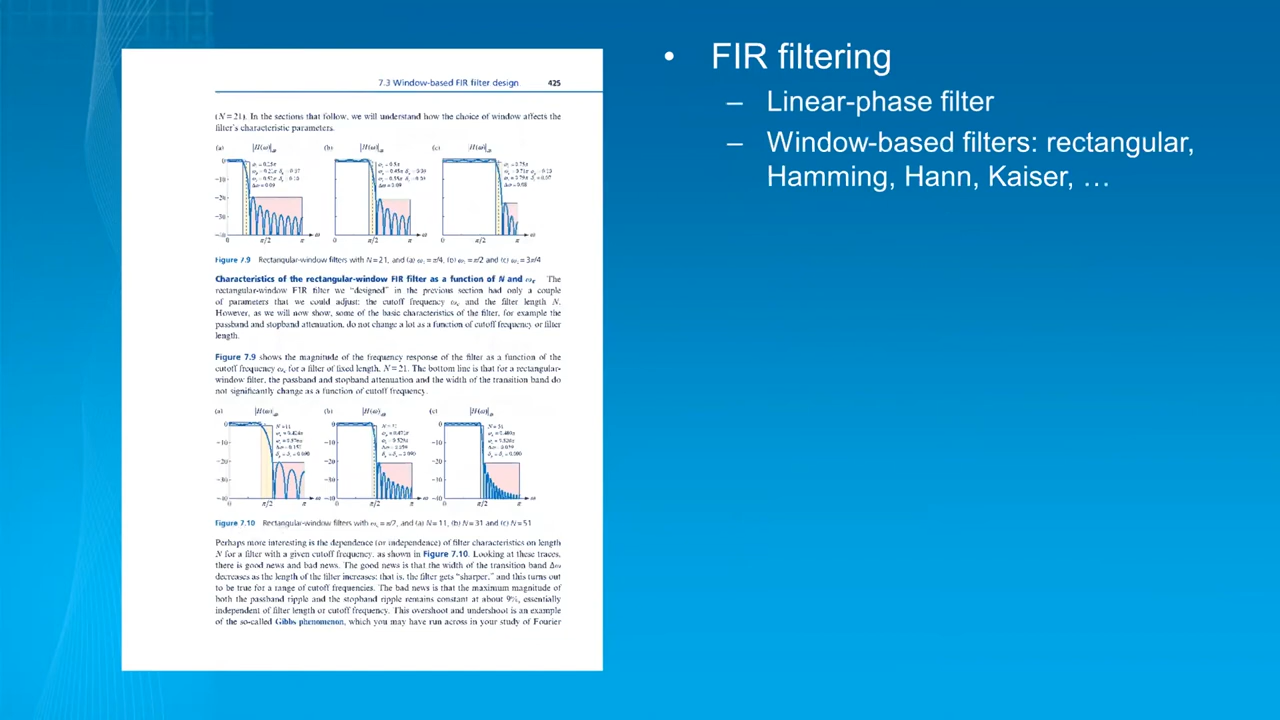 7.3 Window-based FIR filter design 425
(N = 21). In the sections that follow, we will understand how the choice of window affects the
filter's characteristic parameters.
(a) |H(ω)|dB (b) |H(ω)|dB (c) |H(ω)|dB
Figure 7.9 Rectangular-window filters with N = 21, and (a) ωc = π/4, (b) ωc = π/2 and (c) ωc = 3π/4
Characteristics of the rectangular-window FIR filter as a function of N and ωc The
rectangular-window FIR filter we "designed" in the previous section had only a couple
of parameters that we could adjust: the cutoff frequency ωc and the filter length N.
However, as we will now show, some of the basic characteristics of the filter, for example the
passband and stopband attenuation, do not change a lot as a function of cutoff frequency or filter
length.
Figure 7.9 shows the magnitude of the frequency response of the filter as a function of the
cutoff frequency ωc for a filter of fixed length, N = 21. The bottom line is that for a rectangular-
window filter, the passband and stopband attenuation and the width of the transition band do
not significantly change as a function of cutoff frequency.
(a) |H(ω)|dB (b) |H(ω)|dB (c) |H(ω)|dB
Figure 7.10 Rectangular-window filters with ωc = π/2, and (a) N = 11, (b) N = 31 and (c) N = 51
Perhaps more interesting is the dependence (or independence) of filter characteristics on length
N for a filter with a given cutoff frequency, as shown in Figure 7.10. Looking at these traces,
there is good news and bad news. The good news is that the width of the transition band Δω
decreases as the length of the filter increases; that is, the filter gets "sharper," and this turns out
to be true for a range of cutoff frequencies. The bad news is that the maximum magnitude of
both the passband ripple and the stopband ripple remains constant at about 9%, essentially
independent of filter length or cutoff frequency. This overshoot and undershoot is an example
of the so-called Gibbs phenomenon, which you may have run across in your study of Fourier
• FIR filtering
– Linear-phase filter
– Window-based filters: rectangular,
Hamming, Hann, Kaiser, …